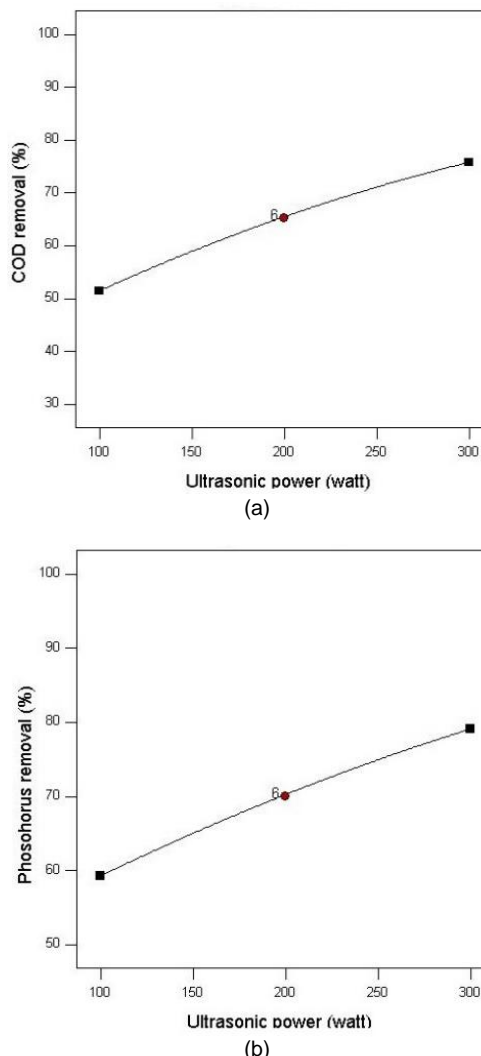 100
90
80
70
60
50
40
30
COD removal (%)
6
100 150 200 250 300
Ultrasonic power (watt)
(a)
100
90
80
70
60
50
Phosohorus removal (%)
6
100 150 200 250 300
Ultrasonic power (watt)
(b)